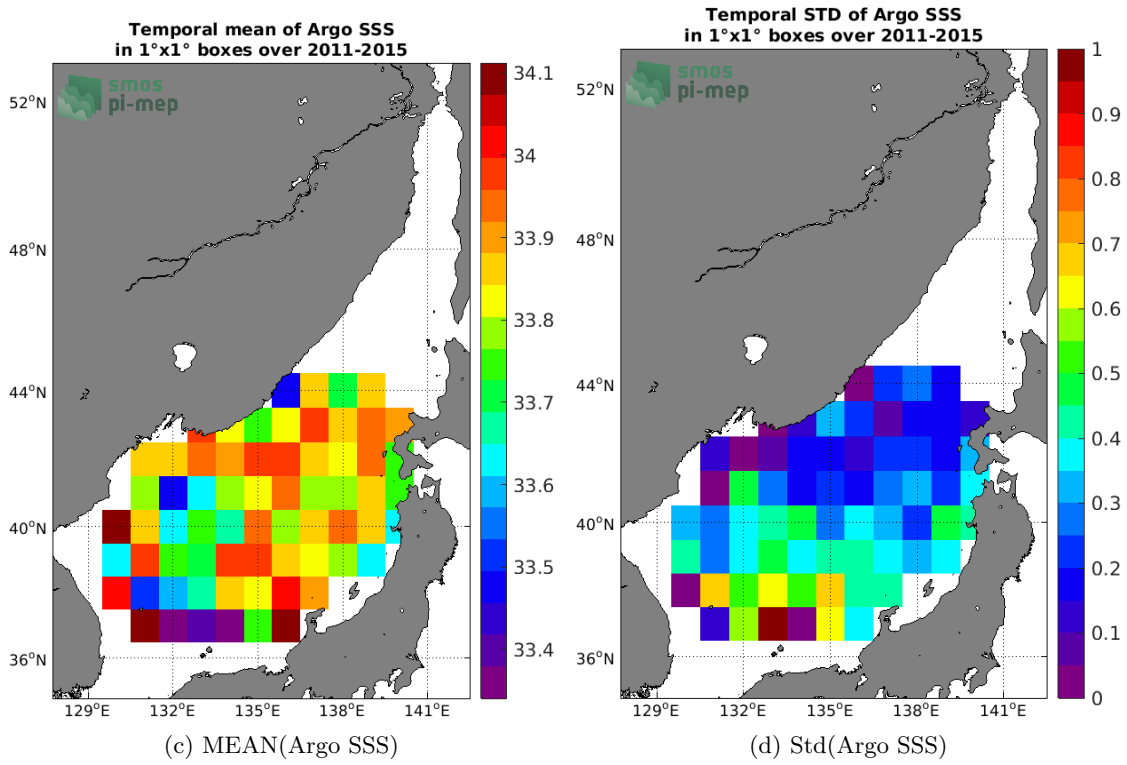 Temporal mean of Argo SSS
in 1°x1° boxes over 2011-2015
smos
pi-mep
52°N
48°N
44°N
40°N
36°N
129°E
132°E
135°E
138°E
141°E
34.1
34
33.9
33.8
33.7
33.6
33.5
33.4
(c) MEAN(Argo SSS)
Temporal STD of Argo SSS
in 1°x1° boxes over 2011-2015
smos
pi-mep
52°N
48°N
44°N
40°N
36°N
129°E
132°E
135°E
138°E
141°E
1
0.9
0.8
0.7
0.6
0.5
0.4
0.3
0.2
0.1
0
(d) Std(Argo SSS)